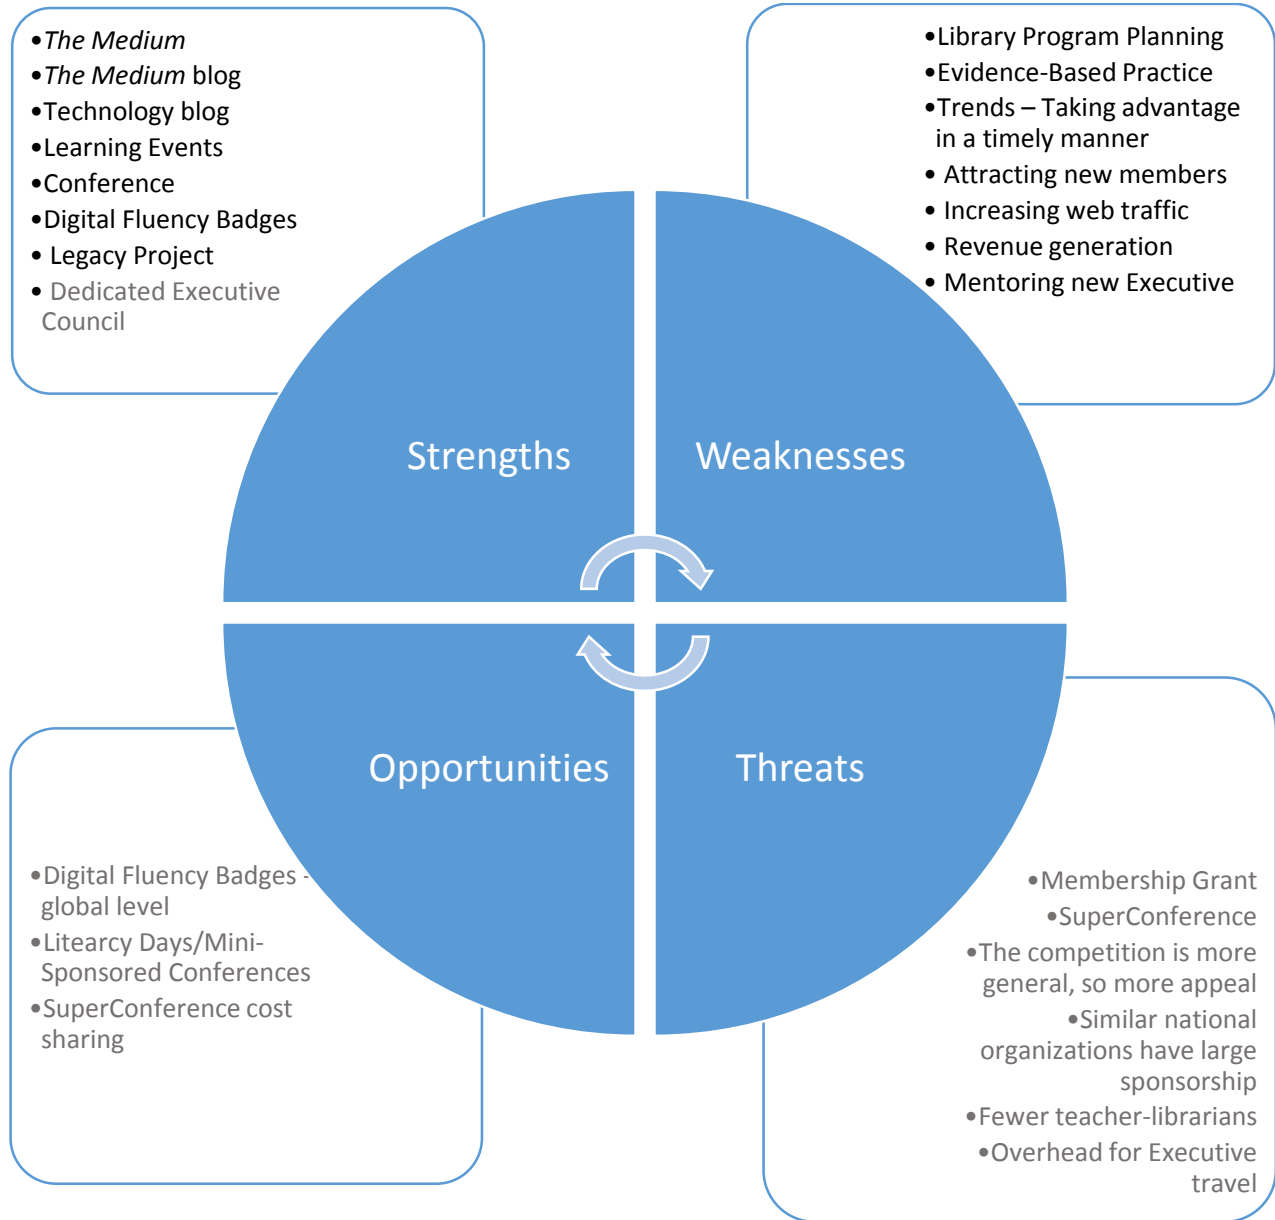 •The Medium
•The Medium blog
•Technology blog
•Learning Events
•Conference
•Digital Fluency Badges
• Legacy Project
• Dedicated Executive
Council
•Library Program Planning
•Evidence-Based Practice
•Trends – Taking advantage
in a timely manner
• Attracting new members
• Increasing web traffic
• Revenue generation
• Mentoring new Executive
Strengths
Weaknesses
Opportunities
Threats
•Digital Fluency Badges -
global level
•Litearcy Days/Mini-
Sponsored Conferences
•SuperConference cost
sharing
•Membership Grant
•SuperConference
•The competition is more
general, so more appeal
•Similar national
organizations have large
sponsorship
•Fewer teacher-librarians
•Overhead for Executive
travel